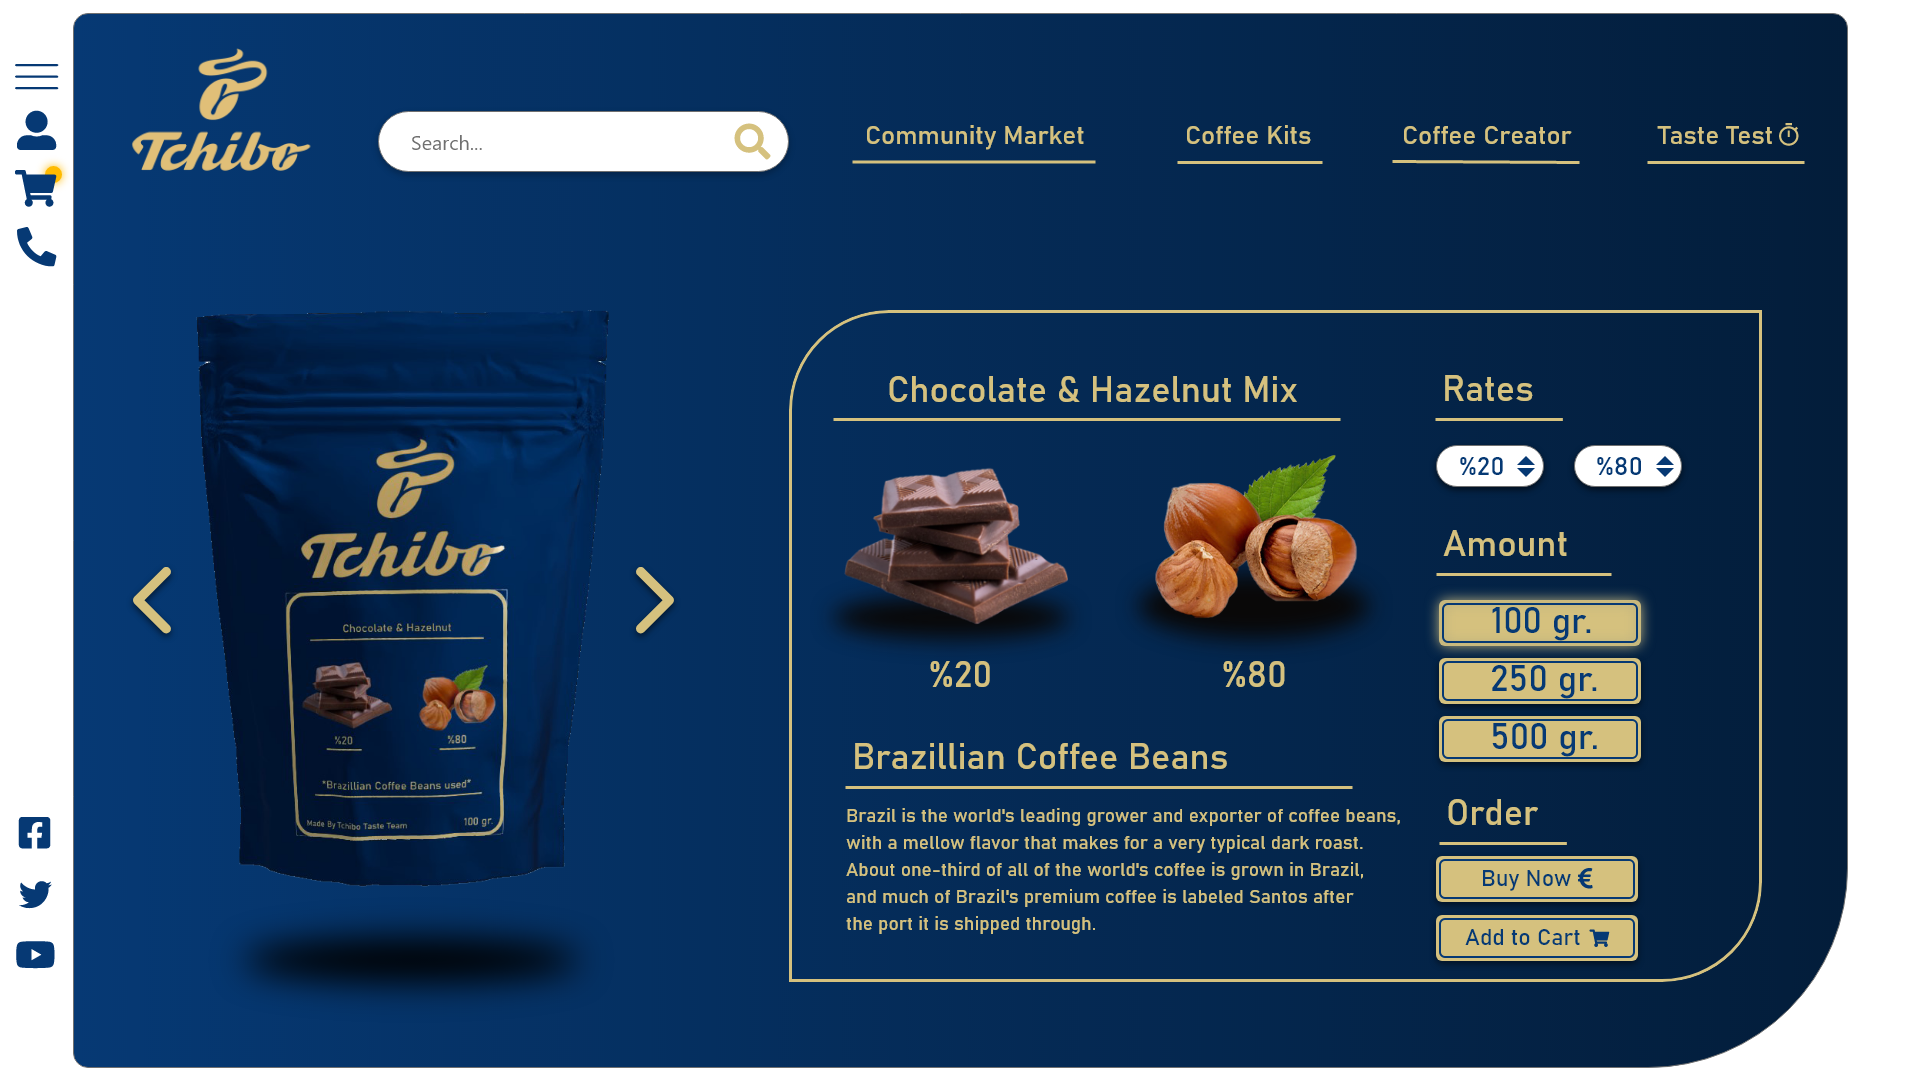 Tchibo
Search...
Community Market
Coffee Kits
Coffee Creator
Taste Test
Tchibo
Chocolate & Hazelnut
%20
%80
"Brazillian Coffee Beans used"
Made By Tchibo Taste Team
100 gr.
Chocolate & Hazelnut Mix
%20
%80
Brazillian Coffee Beans
Brazil is the world's leading grower and exporter of coffee beans,
with a mellow flavor that makes for a very typical dark roast.
About one-third of all of the world's coffee is grown in Brazil,
and much of Brazil's premium coffee is labeled Santos after
the port it is shipped through.
Rates
%20
%80
Amount
100 gr.
250 gr.
500 gr.
Order
Buy Now €
Add to Cart